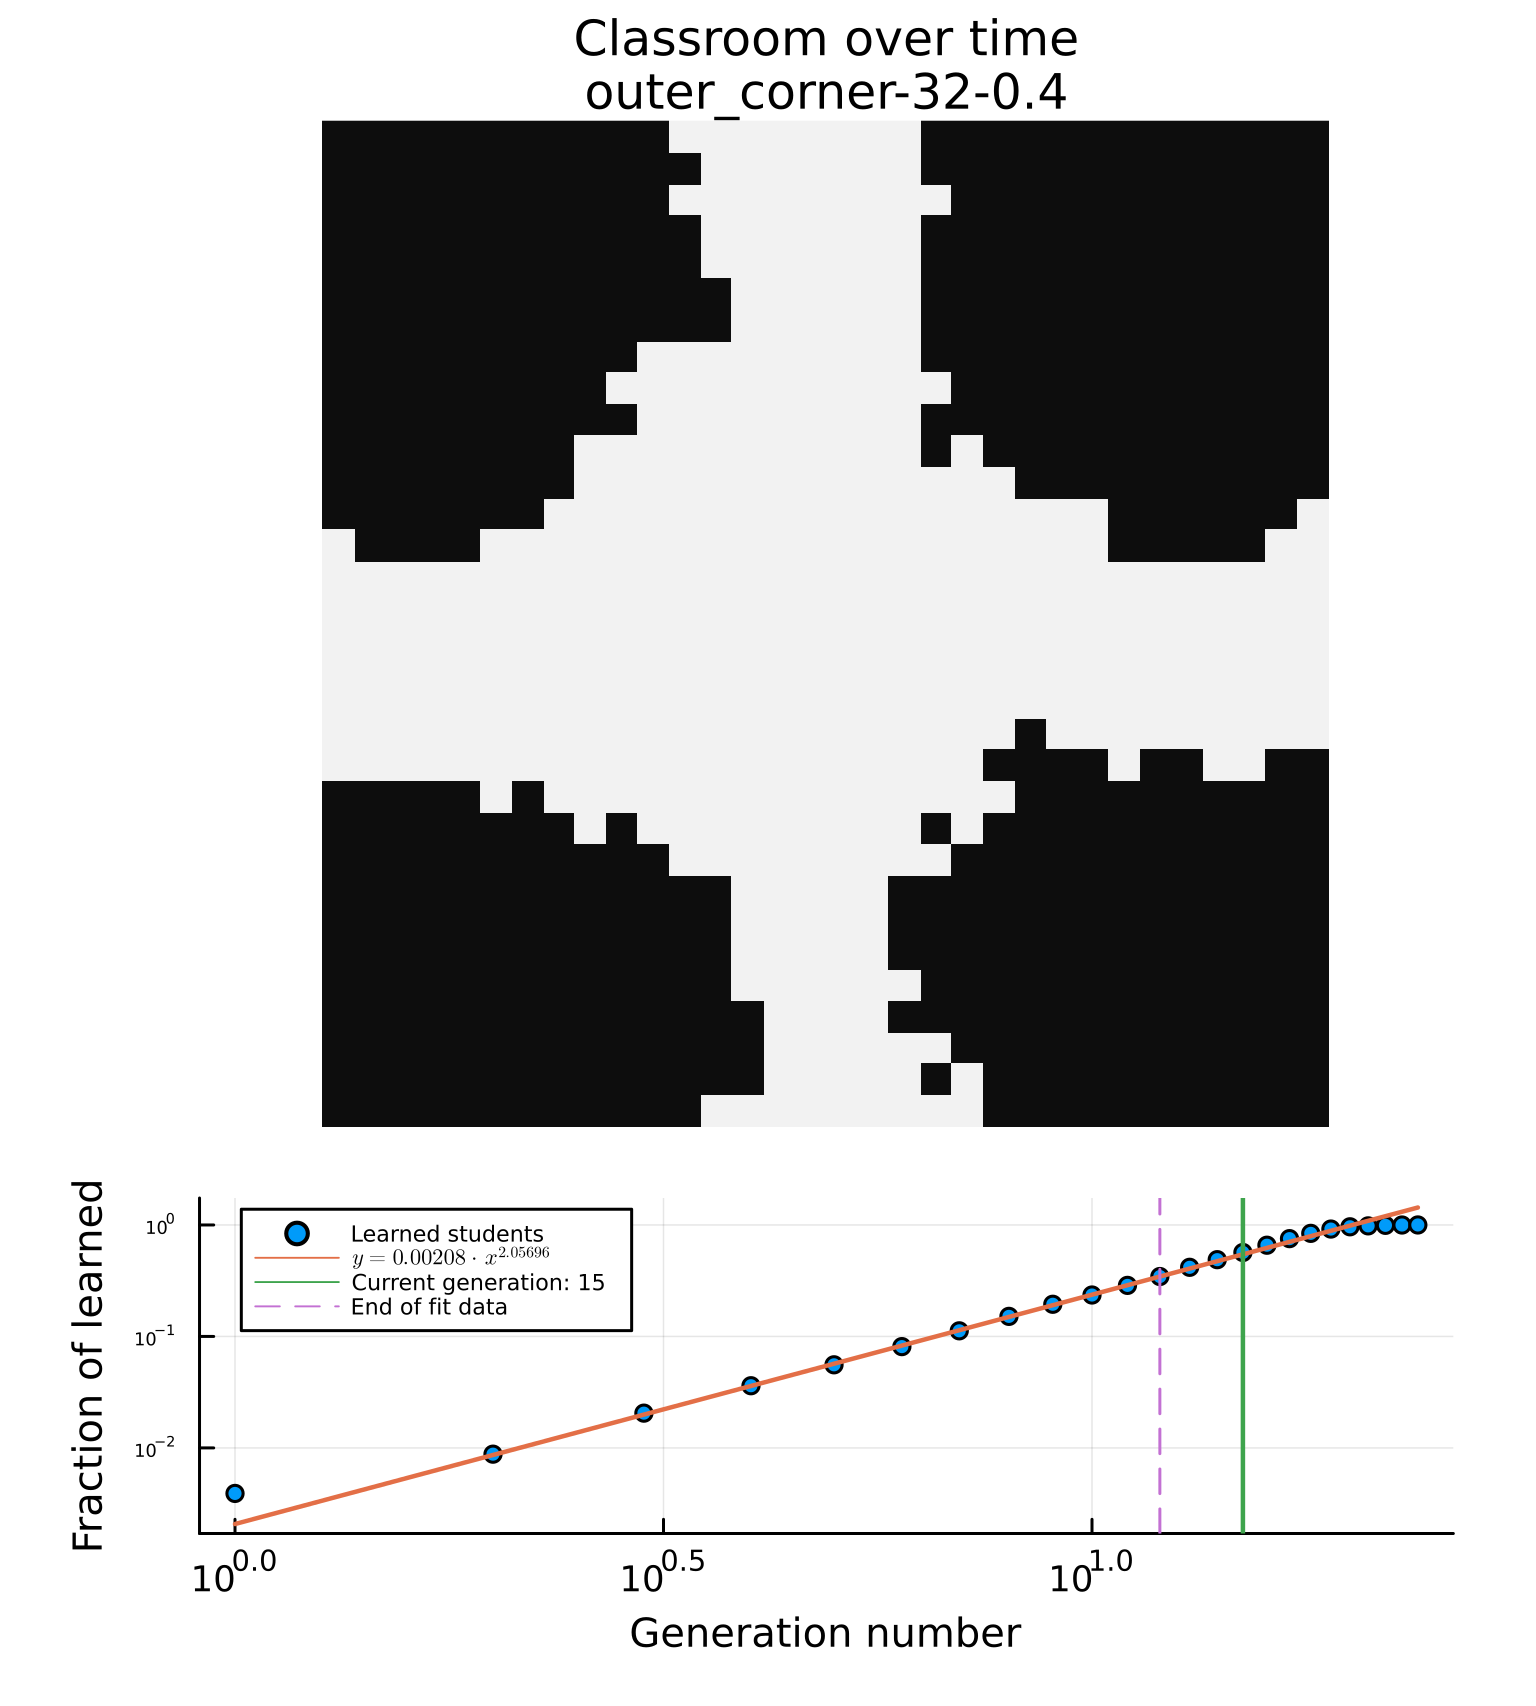 Classroom over time
outer_corner-32-0.4
Fraction of learned
10^0
10^-1
10^-2
Learned students
y = 0.00208 · x^2.05696
Current generation: 15
End of fit data
10^0.0
10^0.5
10^1.0
Generation number